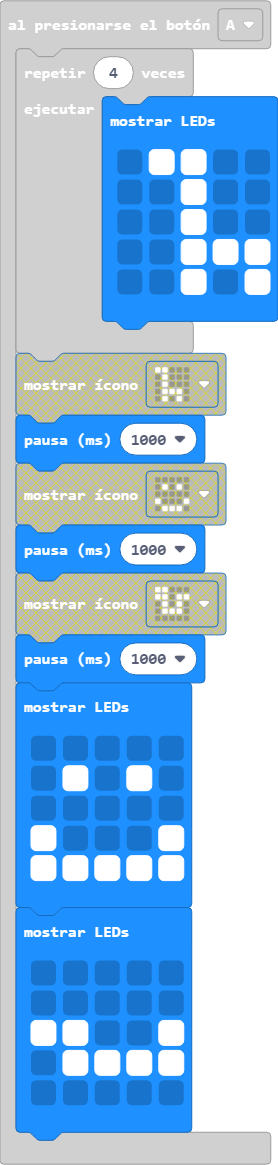 al presionarse el botón A
repetir 4 veces
ejecutar
mostrar LEDs
mostrar ícono
pausa (ms) 1000
mostrar ícono
pausa (ms) 1000
mostrar ícono
pausa (ms) 1000
mostrar LEDs
mostrar LEDs